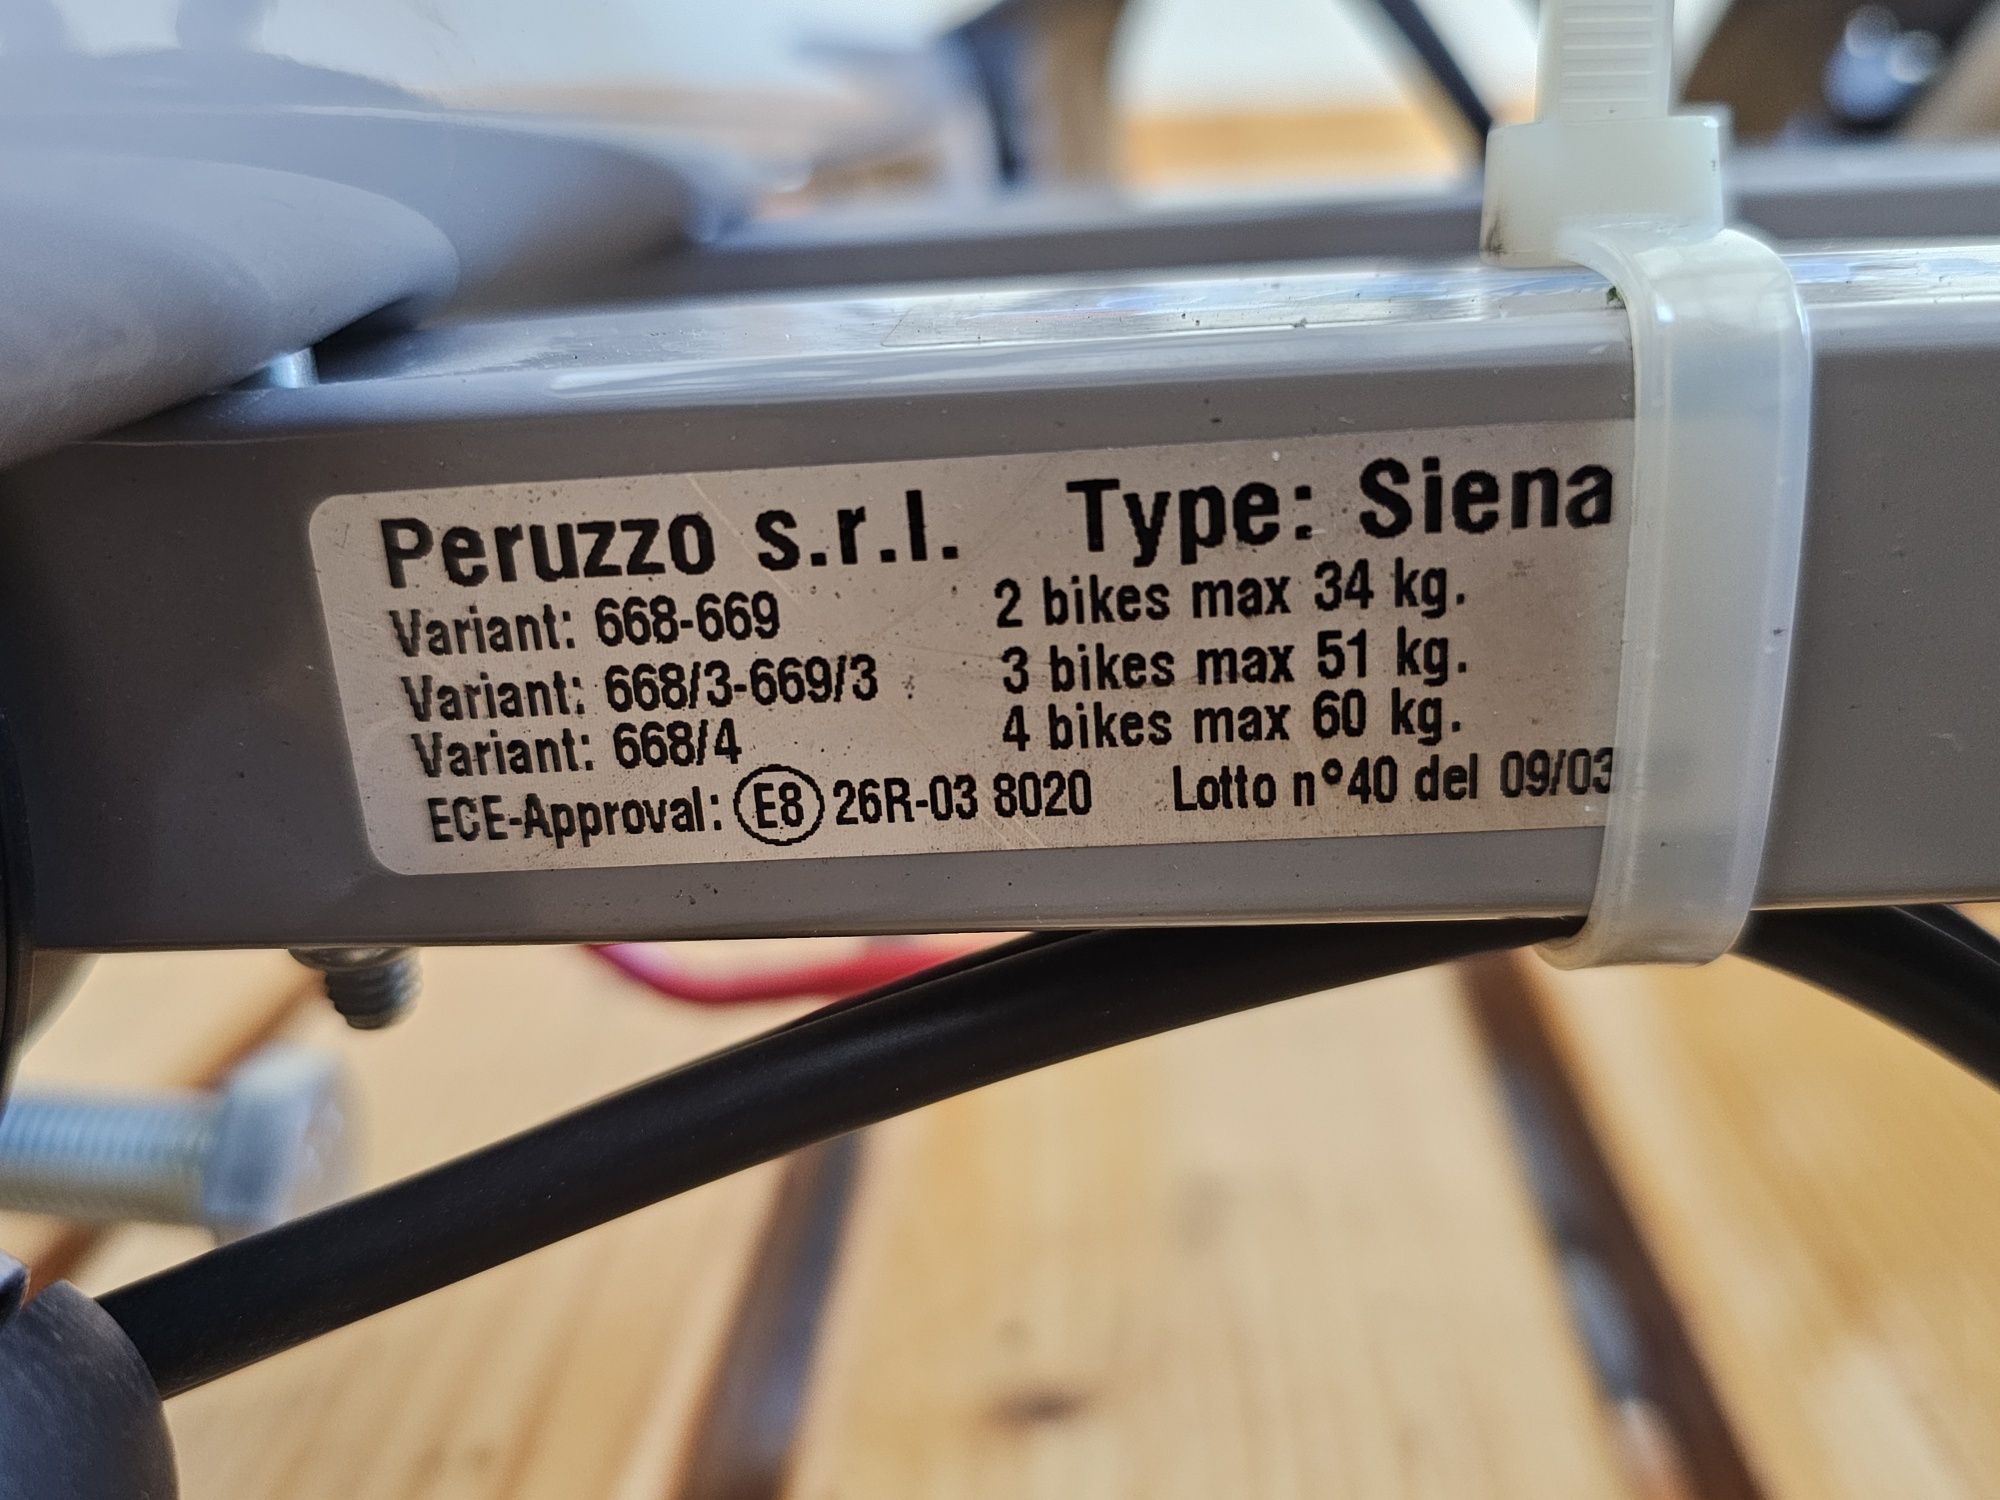 Peruzzo s.r.l. Type: Siena
Variant: 668-669 2 bikes max 34 kg.
Variant: 668/3-669/3 3 bikes max 51 kg.
Variant: 668/4 4 bikes max 60 kg.
ECE-Approval: E8 26R-03 8020 Lotto n°40 del 09/03